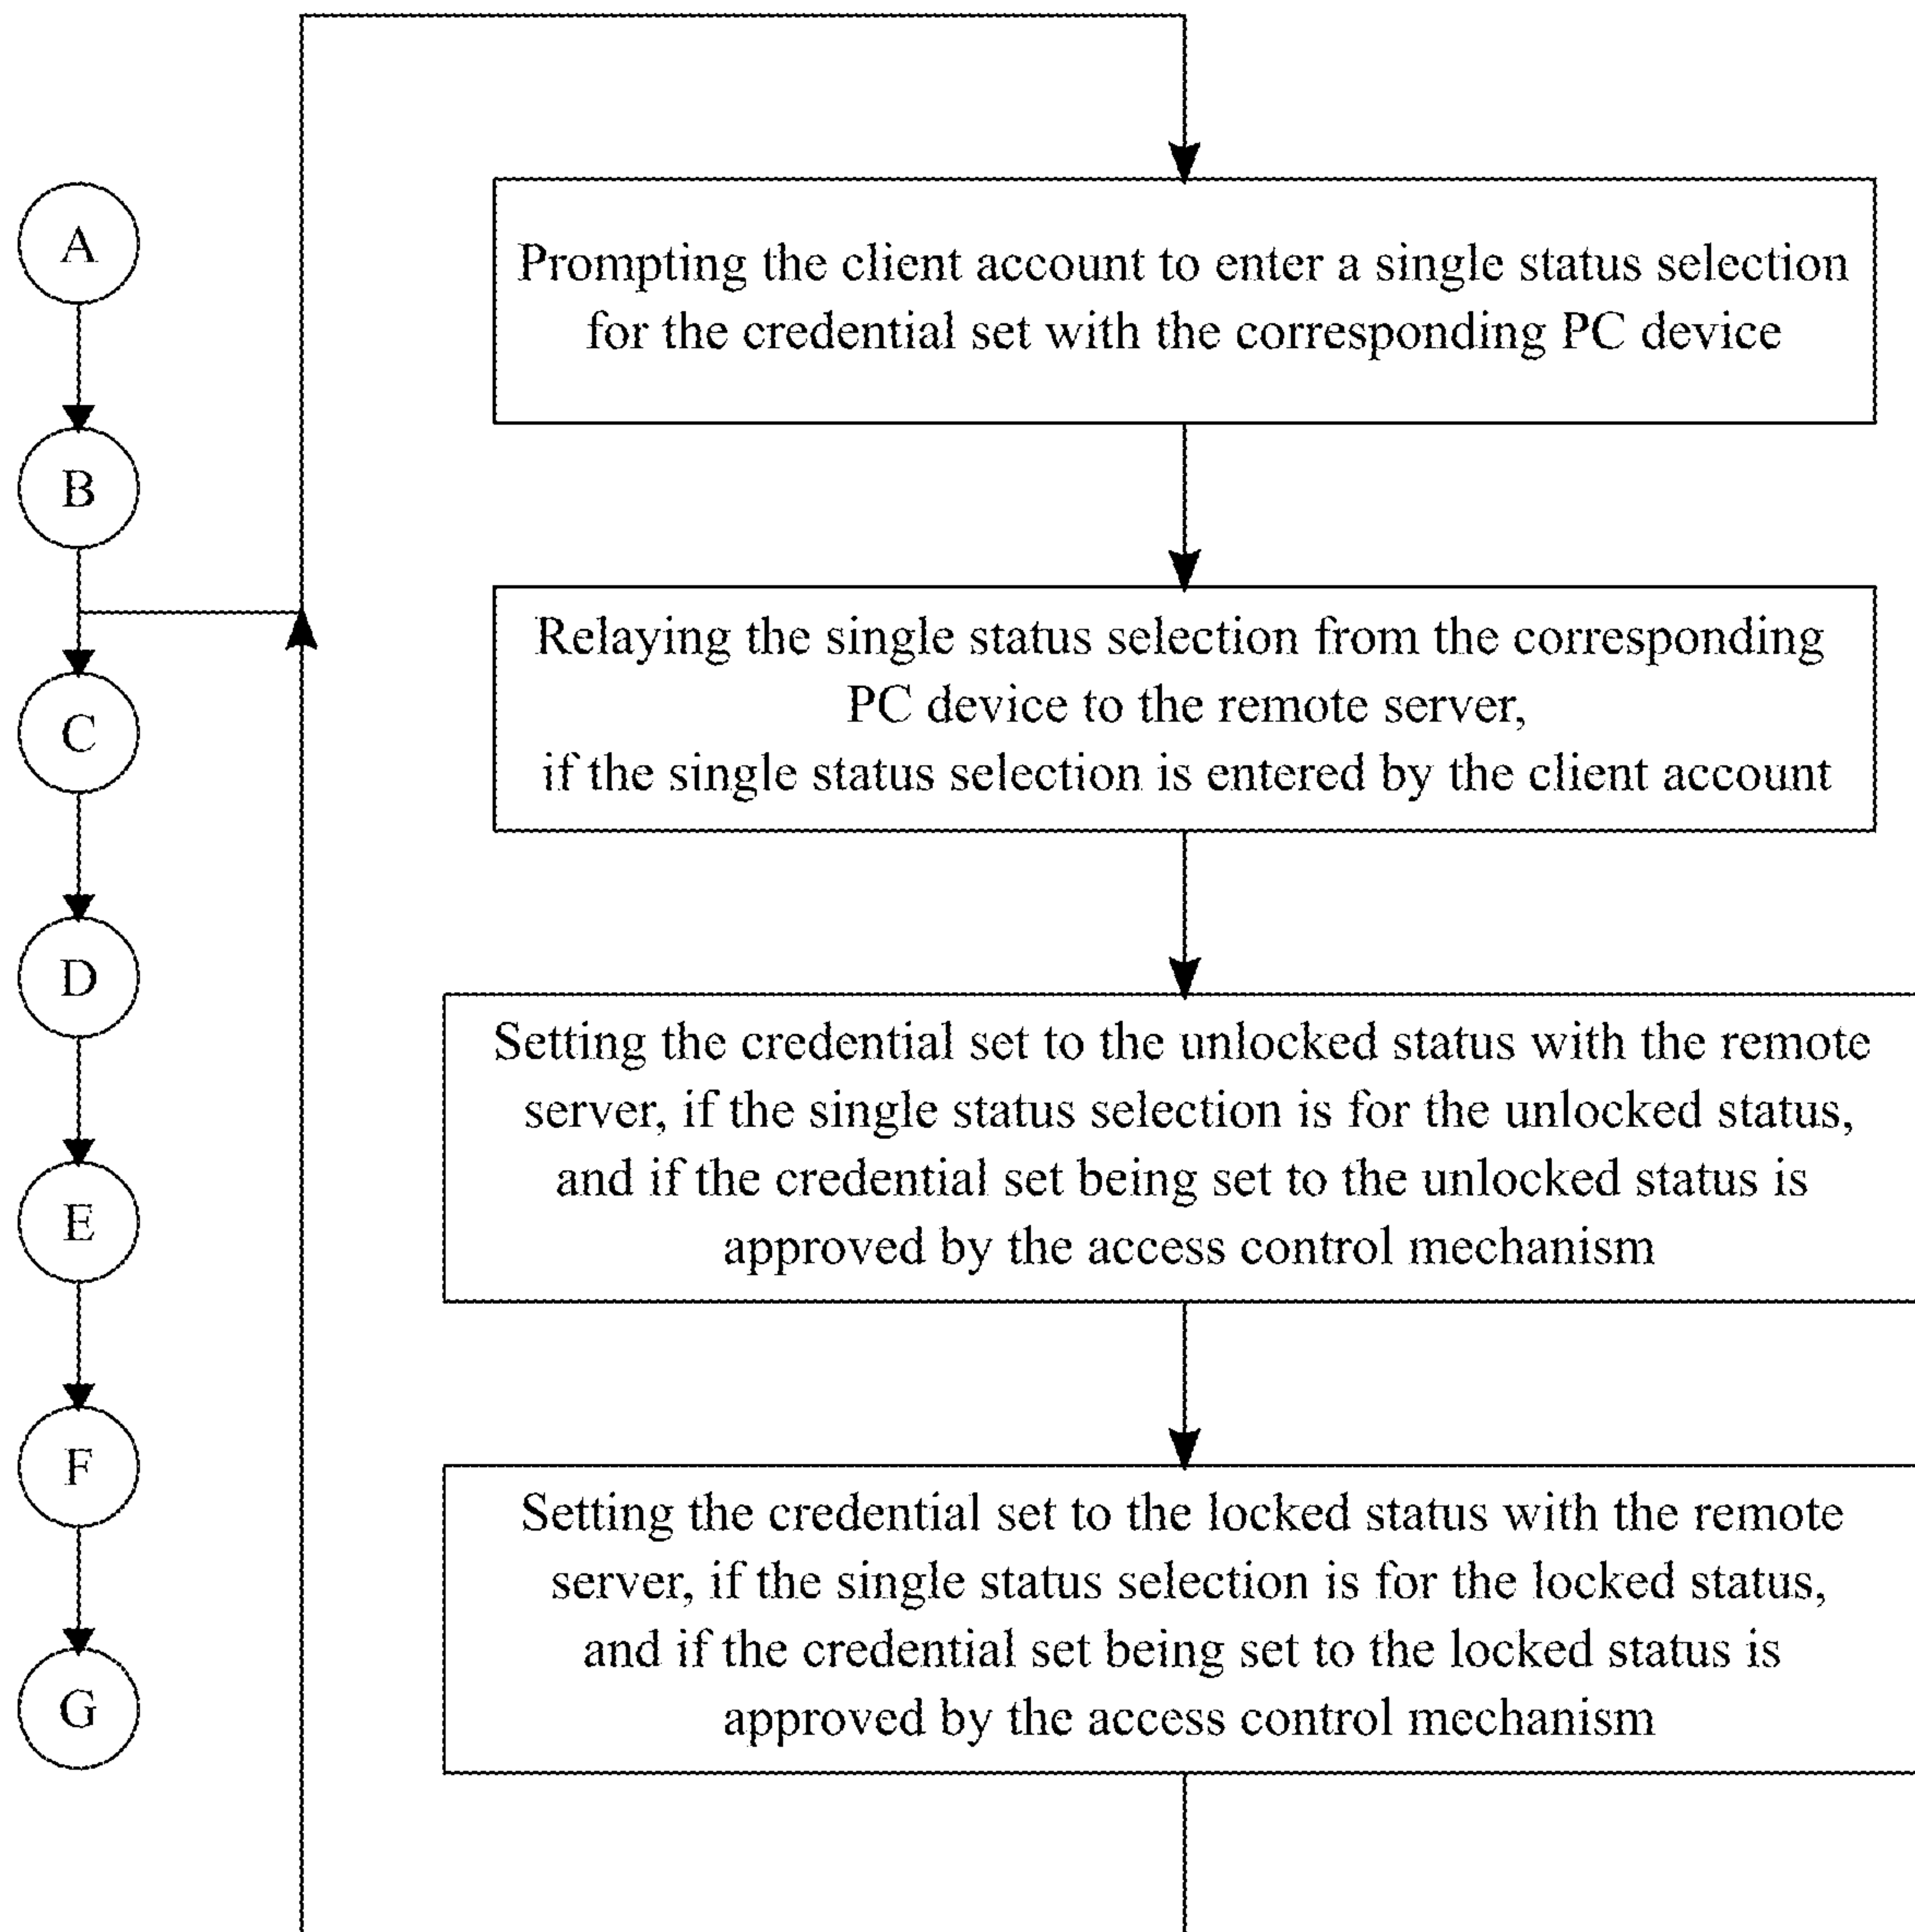 A
B
C
D
E
F
G
Prompting the client account to enter a single status selection
for the credential set with the corresponding PC device
Relaying the single status selection from the corresponding
PC device to the remote server,
if the single status selection is entered by the client account
Setting the credential set to the unlocked status with the remote
server, if the single status selection is for the unlocked status,
and if the credential set being set to the unlocked status is
approved by the access control mechanism
Setting the credential set to the locked status with the remote
server, if the single status selection is for the locked status,
and if the credential set being set to the locked status is
approved by the access control mechanism